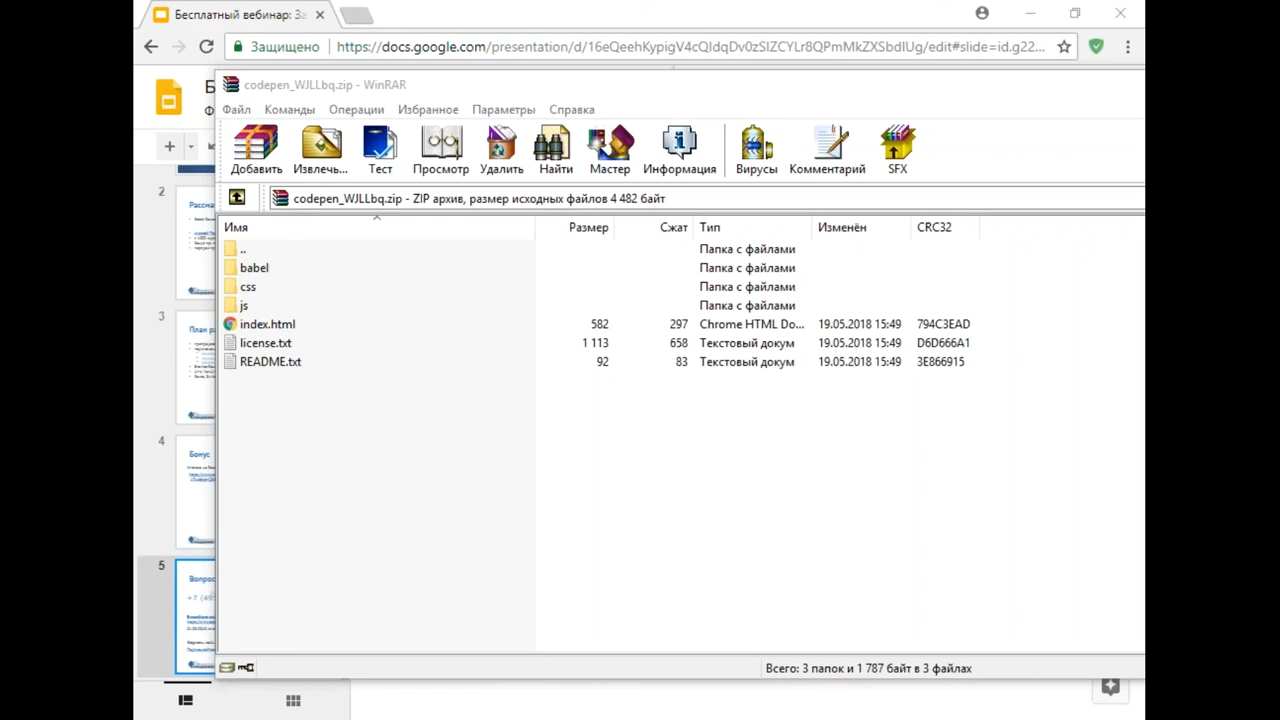 Бесплатный вебинар: За
Защищено
https://docs.google.com/presentation/d/16eQeehKypigV4cQIdqDv0zSIZCYLr8QPmMkZXSbdIUg/edit#slide=id.g22...
codepen_WJLLbq.zip - WinRAR
Файл Команды Операции Избранное Параметры Справка
Добавить Извлечь... Тест Просмотр Удалить Найти Мастер Информация Вирусы Комментарий SFX
codepen_WJLLbq.zip - ZIP архив, размер исходных файлов 4 482 байт
Имя Размер Сжат Тип Изменён CRC32
.. Папка с файлами
babel Папка с файлами
css Папка с файлами
js Папка с файлами
index.html 582 297 Chrome HTML Do... 19.05.2018 15:49 794C3EAD
license.txt 1 113 658 Текстовый докум 19.05.2018 15:49 D6D666A1
README.txt 92 83 Текстовый докум 19.05.2018 15:49 3E866915
2
3
План
4
Бонус
5
Всего: 3 папок и 1 787 байт в 3 файлах